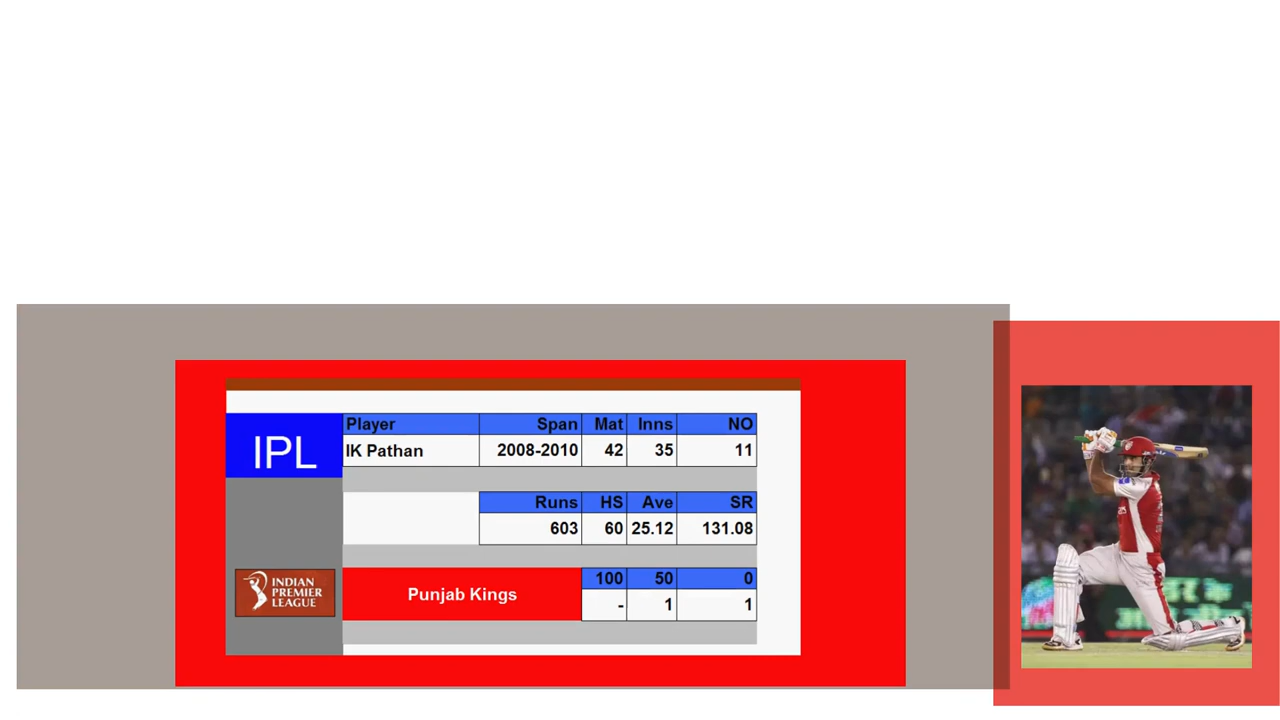 IPL
Player Span Mat Inns NO
IK Pathan 2008-2010 42 35 11
Runs HS Ave SR
603 60 25.12 131.08
INDIAN
PREMIER
LEAGUE
Punjab Kings
100 50 0
- 1 1